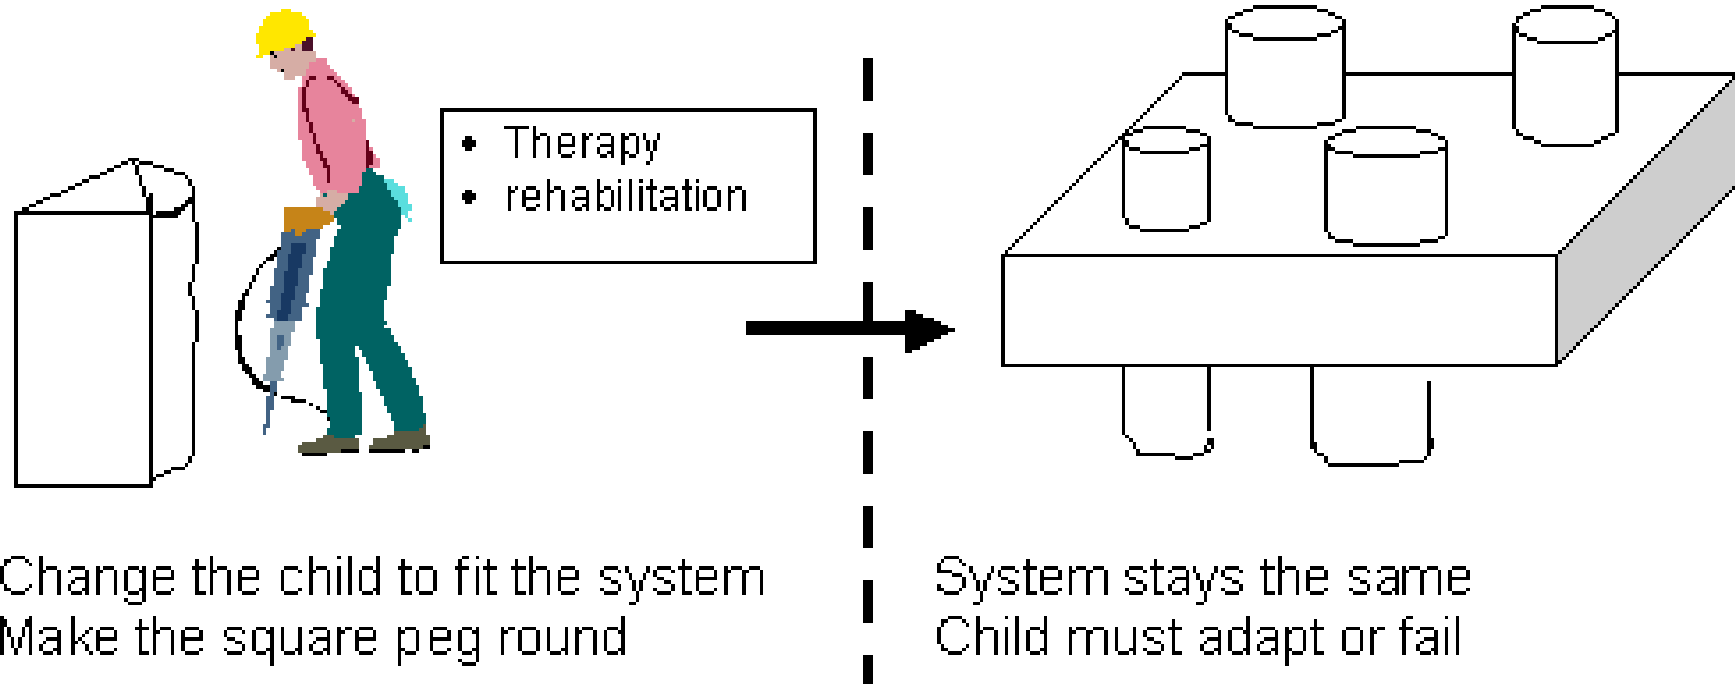 • Therapy
• rehabilitation
Change the child to fit the system
Make the square peg round
System stays the same
Child must adapt or fail